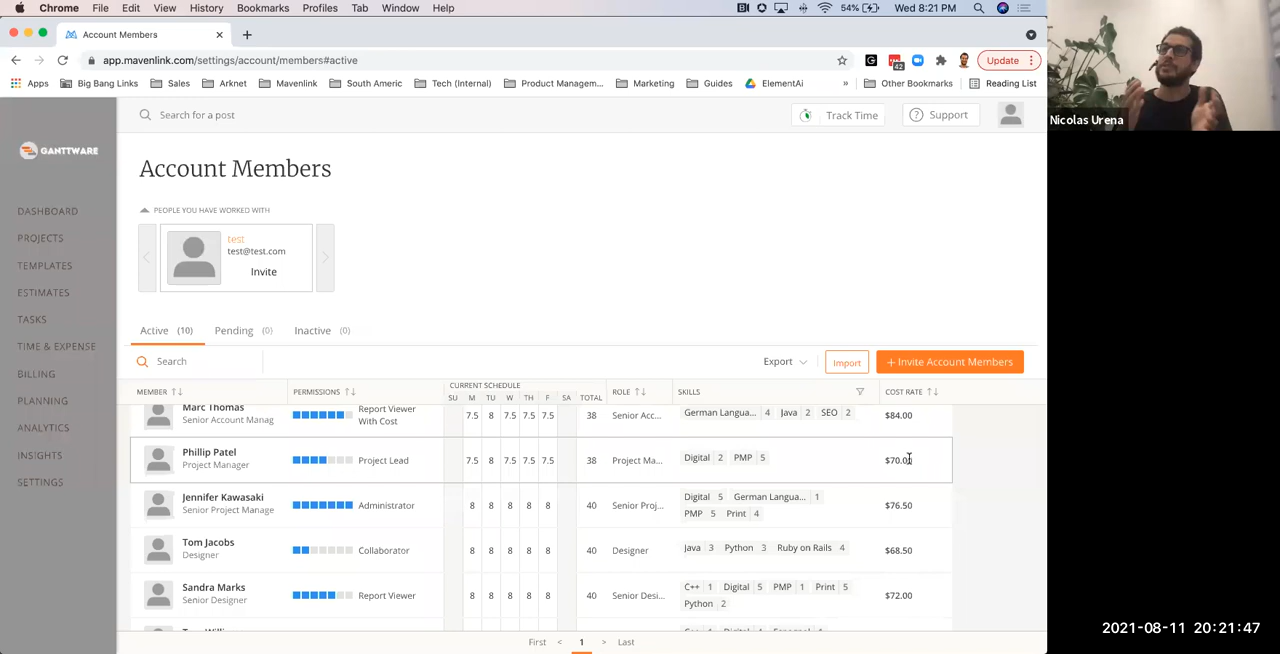 Chrome File Edit View History Bookmarks Profiles Tab Window Help 54% Wed 8:21 PM
Account Members
app.mavenlink.com/settings/account/members#active 42 Update
Apps Big Bang Links Sales Arknet Mavenlink South Americ Tech (Internal) Product Managem... Marketing Guides ElementAi » Other Bookmarks Reading List
Search for a post Track Time Support
GANTTWARE
DASHBOARD
PROJECTS
TEMPLATES
ESTIMATES
TASKS
TIME & EXPENSE
BILLING
PLANNING
ANALYTICS
INSIGHTS
SETTINGS
Account Members
PEOPLE YOU HAVE WORKED WITH
test
test@test.com
Invite
Active (10) Pending (0) Inactive (0)
Search Export Import + Invite Account Members
MEMBER PERMISSIONS CURRENT SCHEDULE ROLE SKILLS COST RATE
SU M TU W TH F SA TOTAL
Marc Thomas
Senior Account Manag
Report Viewer
With Cost
7.5 8 7.5 7.5 7.5 38 Senior Acc... German Langua... 4 Java 2 SEO 2 $84.00
Phillip Patel
Project Manager
Project Lead 7.5 8 7.5 7.5 7.5 38 Project Ma... Digital 2 PMP 5 $70.00
Jennifer Kawasaki
Senior Project Manage
Administrator 8 8 8 8 8 40 Senior Proj... Digital 5 German Langua... 1
PMP 5 Print 4
$76.50
Tom Jacobs
Designer
Collaborator 8 8 8 8 8 40 Designer Java 3 Python 3 Ruby on Rails 4 $68.50
Sandra Marks
Senior Designer
Report Viewer 8 8 8 8 8 40 Senior Desi... C++ 1 Digital 5 PMP 1 Print 5
Python 2
$72.00
First < 1 > Last
Nicolas Urena
2021-08-11 20:21:47